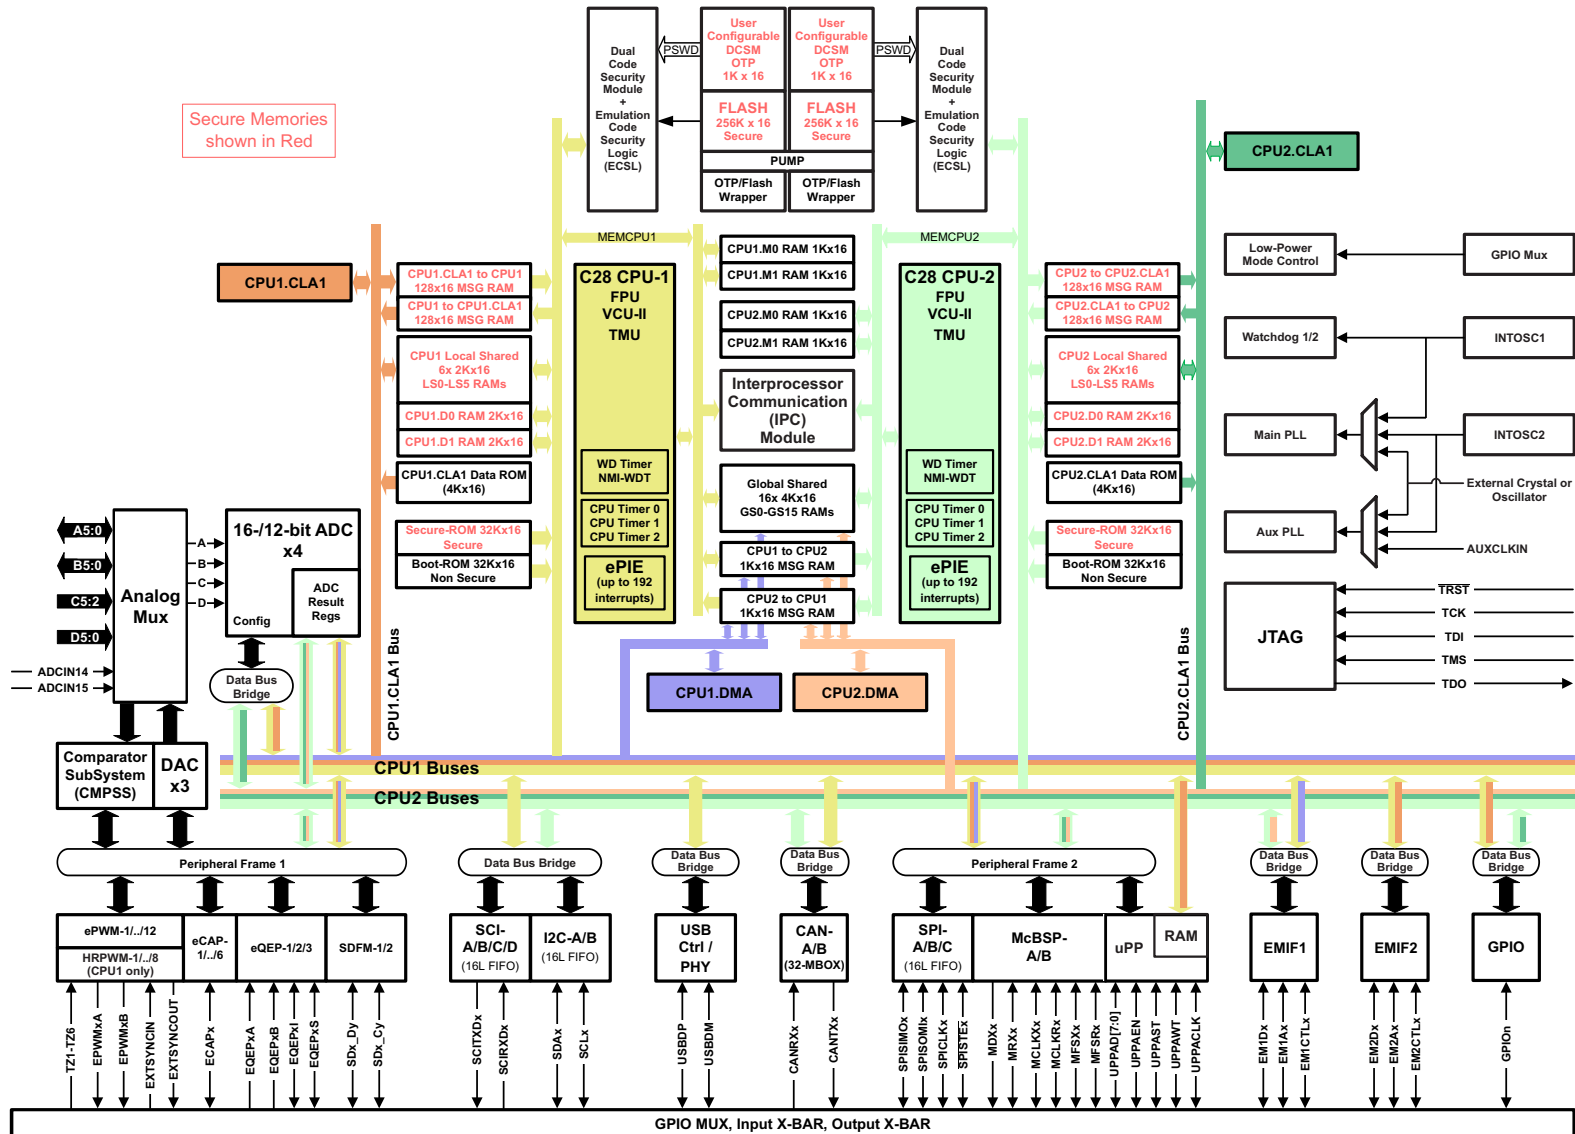 Secure Memories
shown in Red
Dual
Code
Security
Module
+
Emulation
Code
Security
Logic
(ECSL)
PSWD
User
Configurable
DCSM
OTP
1K x 16
User
Configurable
DCSM
OTP
1K x 16
PSWD
Dual
Code
Security
Module
+
Emulation
Code
Security
Logic
(ECSL)
FLASH
256K x 16
Secure
FLASH
256K x 16
Secure
PUMP
OTP/Flash
Wrapper
OTP/Flash
Wrapper
CPU2.CLA1
MEMCPU1
MEMCPU2
CPU1.CLA1
CPU1.CLA1 to CPU1
128x16 MSG RAM
CPU1 to CPU1.CLA1
128x16 MSG RAM
CPU1 Local Shared
6x 2Kx16
LS0-LS5 RAMs
CPU1.D0 RAM 2Kx16
CPU1.D1 RAM 2Kx16
CPU1.CLA1 Data ROM
(4Kx16)
Secure-ROM 32Kx16
Secure
Boot-ROM 32Kx16
Non Secure
C28 CPU-1
FPU
VCU-II
TMU
WD Timer
NMI-WDT
CPU Timer 0
CPU Timer 1
CPU Timer 2
ePIE
(up to 192
interrupts)
CPU1.M0 RAM 1Kx16
CPU1.M1 RAM 1Kx16
CPU2.M0 RAM 1Kx16
CPU2.M1 RAM 1Kx16
Interprocessor
Communication
(IPC)
Module
Global Shared
16x 4Kx16
GS0-GS15 RAMs
CPU1 to CPU2
1Kx16 MSG RAM
CPU2 to CPU1
1Kx16 MSG RAM
C28 CPU-2
FPU
VCU-II
TMU
WD Timer
NMI-WDT
CPU Timer 0
CPU Timer 1
CPU Timer 2
ePIE
(up to 192
interrupts)
CPU2 to CPU2.CLA1
128x16 MSG RAM
CPU2.CLA1 to CPU2
128x16 MSG RAM
CPU2 Local Shared
6x 2Kx16
LS0-LS5 RAMs
CPU2.D0 RAM 2Kx16
CPU2.D1 RAM 2Kx16
CPU2.CLA1 Data ROM
(4Kx16)
Secure-ROM 32Kx16
Secure
Boot-ROM 32Kx16
Non Secure
Low-Power
Mode Control
GPIO Mux
Watchdog 1/2
INTOSC1
Main PLL
INTOSC2
External Crystal or
Oscillator
Aux PLL
AUXCLKIN
JTAG
TRST
TCK
TDI
TMS
TDO
A5:0
B5:0
C5:2
D5:0
ADCIN14
ADCIN15
Analog
Mux
A
B
C
D
16-/12-bit ADC
x4
ADC
Result
Regs
Config
Data Bus
Bridge
CPU1.CLA1 Bus
CPU1.DMA
CPU2.DMA
CPU2.CLA1 Bus
Comparator
SubSystem
(CMPSS)
DAC
x3
CPU1 Buses
CPU2 Buses
Peripheral Frame 1
Data Bus Bridge
Data Bus
Bridge
Data Bus
Bridge
Peripheral Frame 2
Data Bus
Bridge
Data Bus
Bridge
Data Bus
Bridge
ePWM-1/../12
HRPWM-1/../8
(CPU1 only)
eCAP-
1/../6
eQEP-1/2/3
SDFM-1/2
SCI-
A/B/C/D
(16L FIFO)
I2C-A/B
(16L FIFO)
USB
Ctrl /
PHY
CAN-
A/B
(32-MBOX)
SPI-
A/B/C
(16L FIFO)
McBSP-
A/B
uPP
RAM
EMIF1
EMIF2
GPIO
TZ1-TZ6
EPWMxA
EPWMxB
EXTSYNCIN
EXTSYNCOUT
ECAPx
EQEPxA
EQEPxB
EQEPxI
EQEPxS
SDx_Dy
SDx_Cy
SCITXDx
SCIRXDx
SDAx
SCLx
USBDP
USBDM
CANRXx
CANTXx
SPISIMOx
SPISOMIx
SPICLKx
SPISTEx
MDXx
MRXx
MCLKXx
MCLKRx
MFSXx
MFSRx
UPPAD[7:0]
UPPAEN
UPPAST
UPPAWT
UPPACLK
EM1Dx
EM1Ax
EM1CTLx
EM2Dx
EM2Ax
EM2CTLx
GPIOn
GPIO MUX, Input X-BAR, Output X-BAR